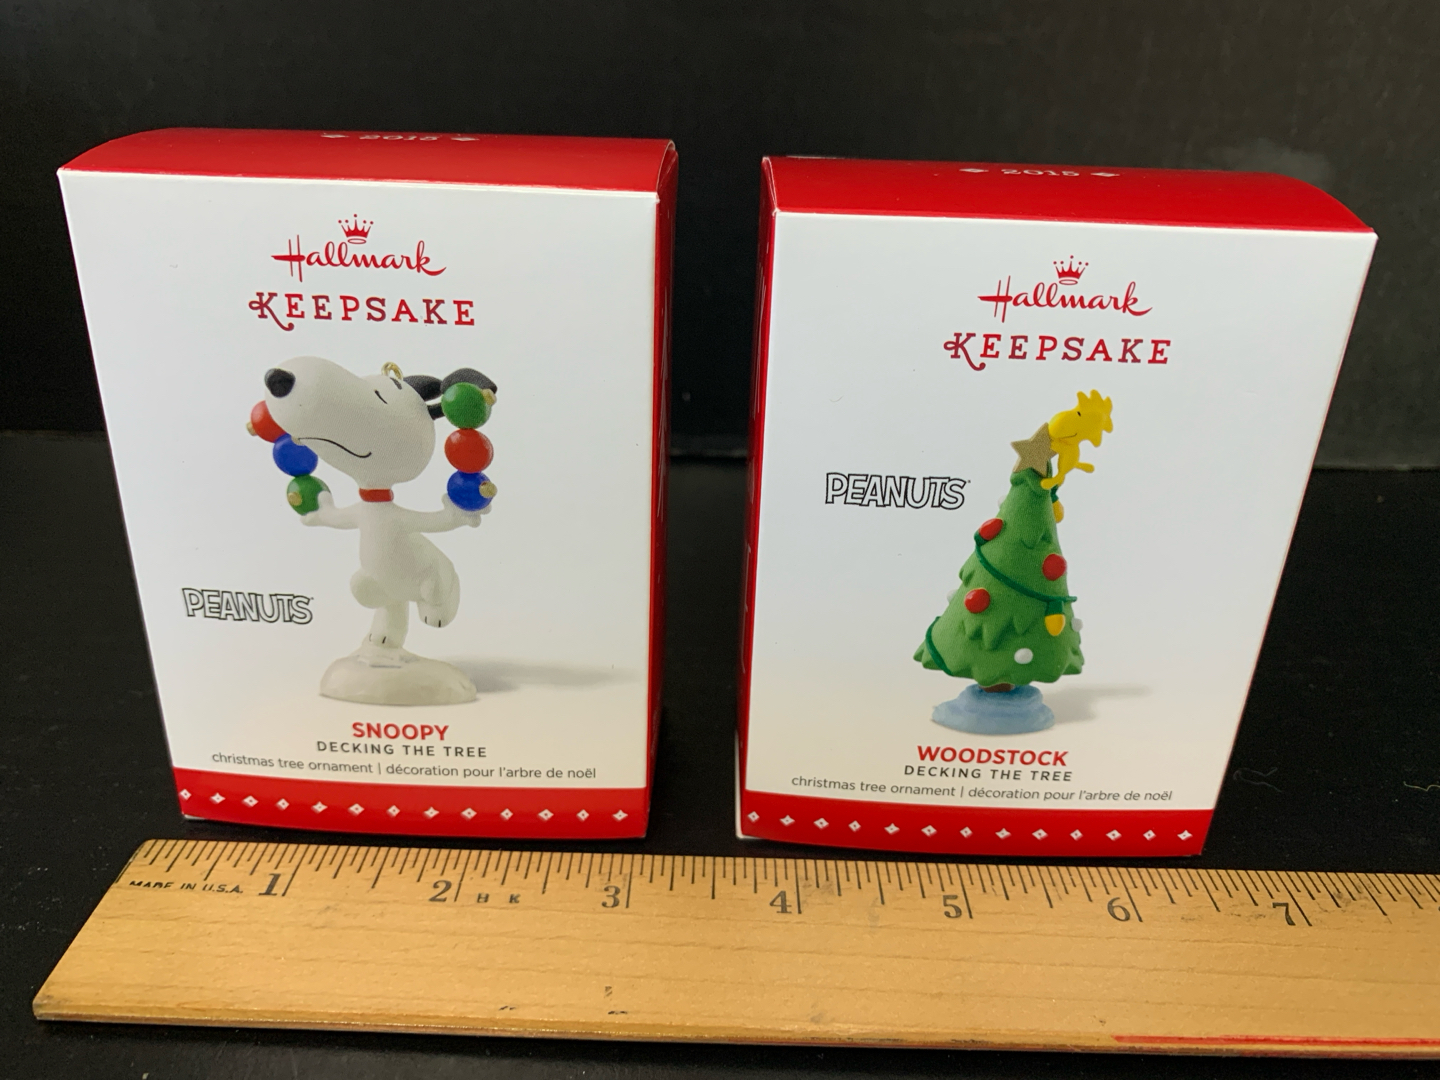 2015
Hallmark
KEEPSAKE
PEANUTS
SNOOPY
DECKING THE TREE
christmas tree ornament | décoration pour l'arbre de noël
2015
Hallmark
KEEPSAKE
PEANUTS
WOODSTOCK
DECKING THE TREE
christmas tree ornament | décoration pour l'arbre de noël
MADE IN U.S.A. 1 2 H K 3 4 5 6 7